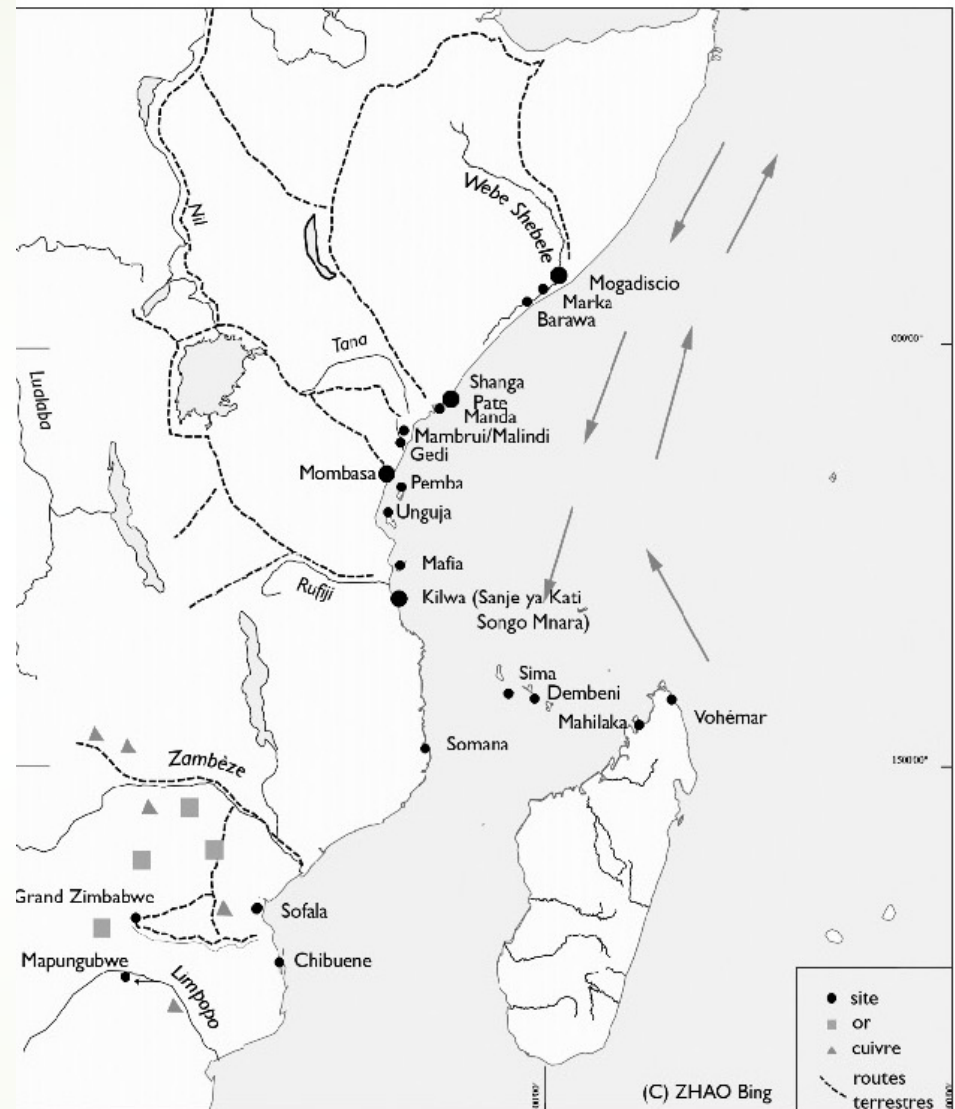 Nil
Webe Shebele
Mogadiscio
Marka
Barawa
000'00"
Tana
Lualaba
Shanga
Pate
Manda
Mambrui/Malindi
Gedi
Mombasa
Pemba
Unguja
Mafia
Rufiji
Kilwa (Sanje ya Kati
Songo Mnara)
Sima
Dembeni
Mahilaka
Vohémar
Somana
Zambèze
Grand Zimbabwe
Sofala
Mapungubwe
Chibuene
Limpopo
site
or
cuivre
routes
terrestres
(C) ZHAO Bing